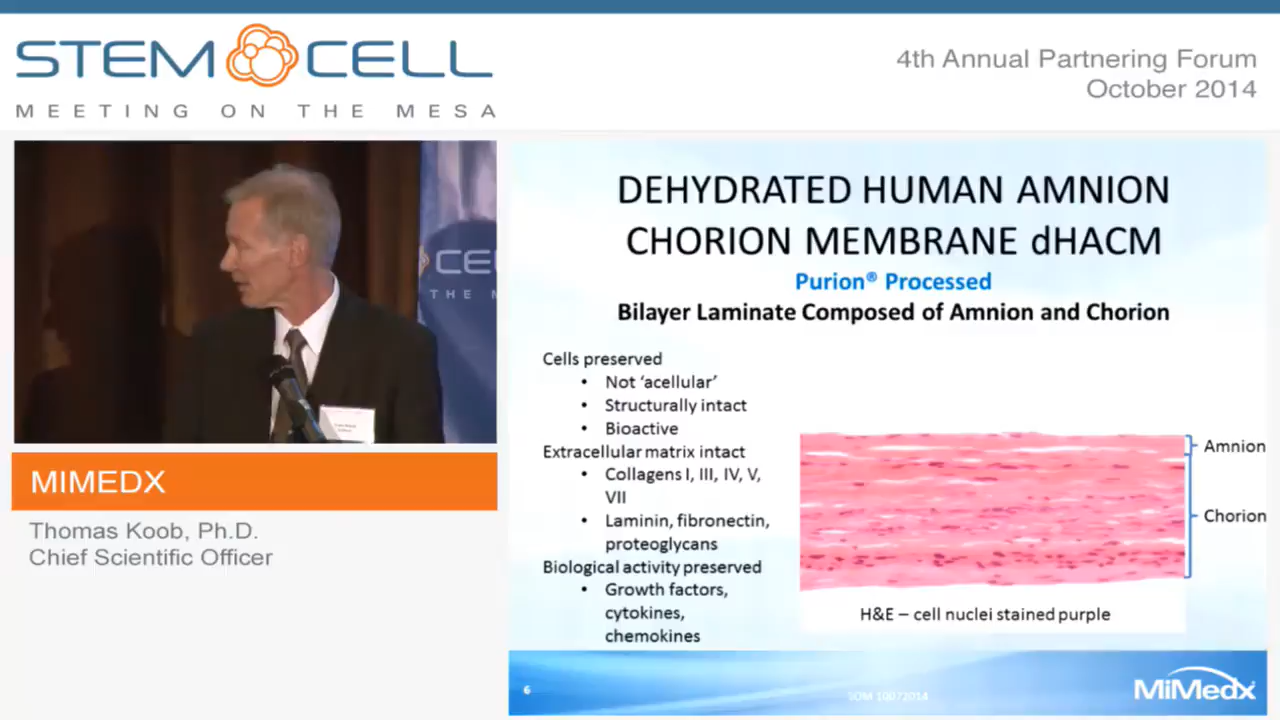 STEM CELL
MEETING ON THE MESA
4th Annual Partnering Forum
October 2014
CE
THE M
MIMEDX
Thomas Koob, Ph.D.
Chief Scientific Officer
DEHYDRATED HUMAN AMNION
CHORION MEMBRANE dHACM
Purion® Processed
Bilayer Laminate Composed of Amnion and Chorion
Cells preserved
• Not ‘acellular’
• Structurally intact
• Bioactive
Extracellular matrix intact
• Collagens I, III, IV, V,
VII
• Laminin, fibronectin,
proteoglycans
Biological activity preserved
• Growth factors,
cytokines,
chemokines
Amnion
Chorion
H&E – cell nuclei stained purple
6
MiMedx